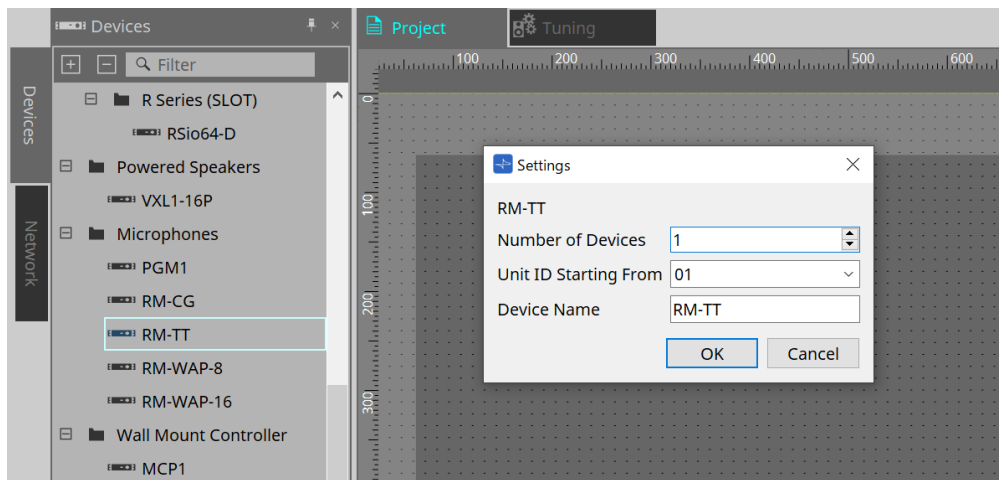 Devices
Filter
R Series (SLOT)
RSio64-D
Powered Speakers
VXL1-16P
Microphones
PGM1
RM-CG
RM-TT
RM-WAP-8
RM-WAP-16
Wall Mount Controller
MCP1
Devices
Network
Project
Tuning
100 200 300 400 500 600
0
100
200
300
Settings
RM-TT
Number of Devices 1
Unit ID Starting From 01
Device Name RM-TT
OK Cancel